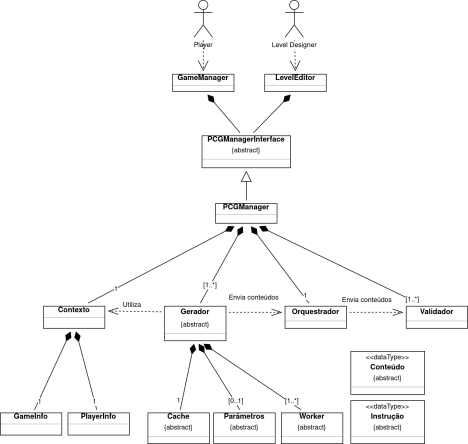 Player
Level Designer
GameManager
LevelEditor
PCGManagerInterface
{abstract}
PCGManager
1
[1..*]
1
[1..*]
Utiliza
Envia conteúdos
Envia conteúdos
Contexto
Gerador
{abstract}
Orquestrador
Validador
<<dataType>>
Conteúdo
{abstract}
1
1
1
[0..1]
[1..*]
GameInfo
PlayerInfo
Cache
{abstract}
Parâmetros
{abstract}
Worker
{abstract}
<<dataType>>
Instrução
{abstract}